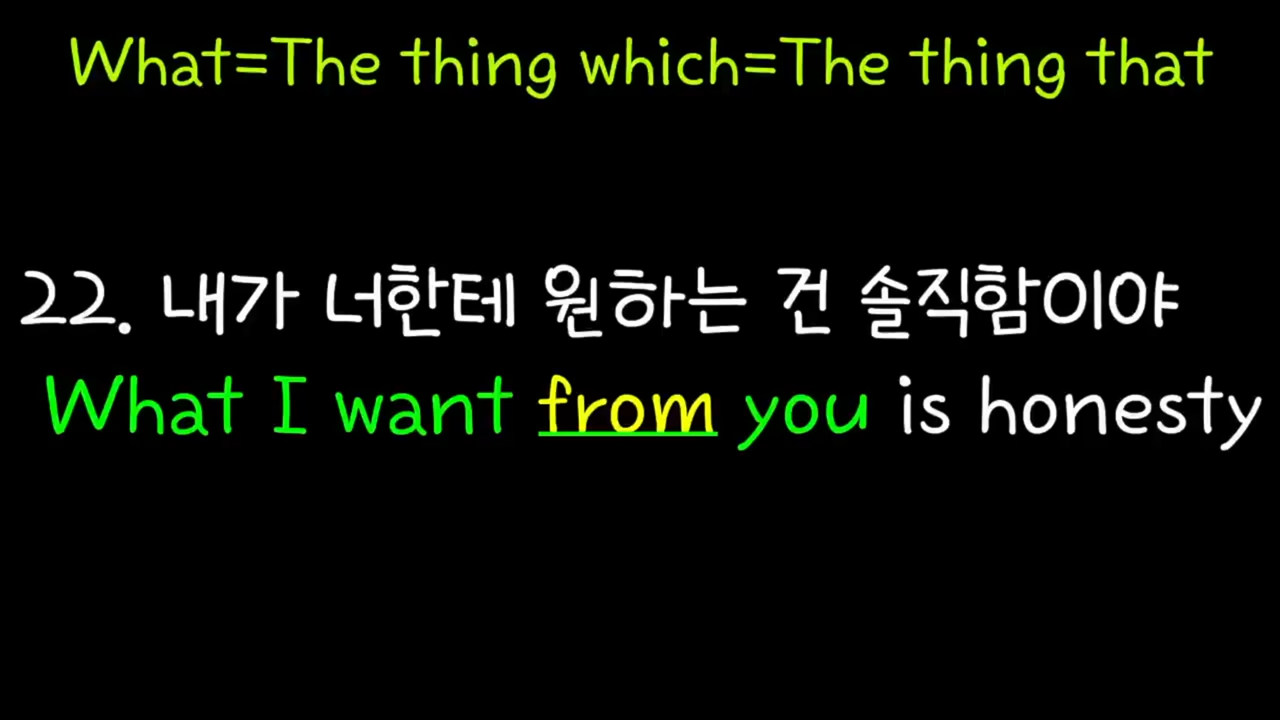 What=The thing which=The thing that
22. 내가 너한테 원하는 건 솔직함이야
What I want from you is honesty